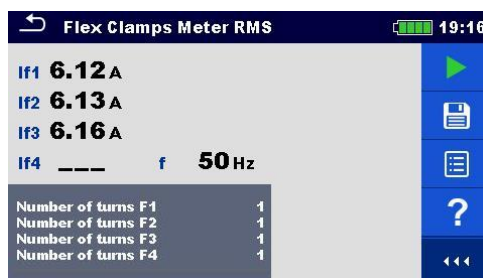 Flex Clamps Meter RMS 19:16
If1 6.12 A
If2 6.13 A
If3 6.16 A
If4 ___ f 50 Hz
Number of turns F1 1
Number of turns F2 1
Number of turns F3 1
Number of turns F4 1
?